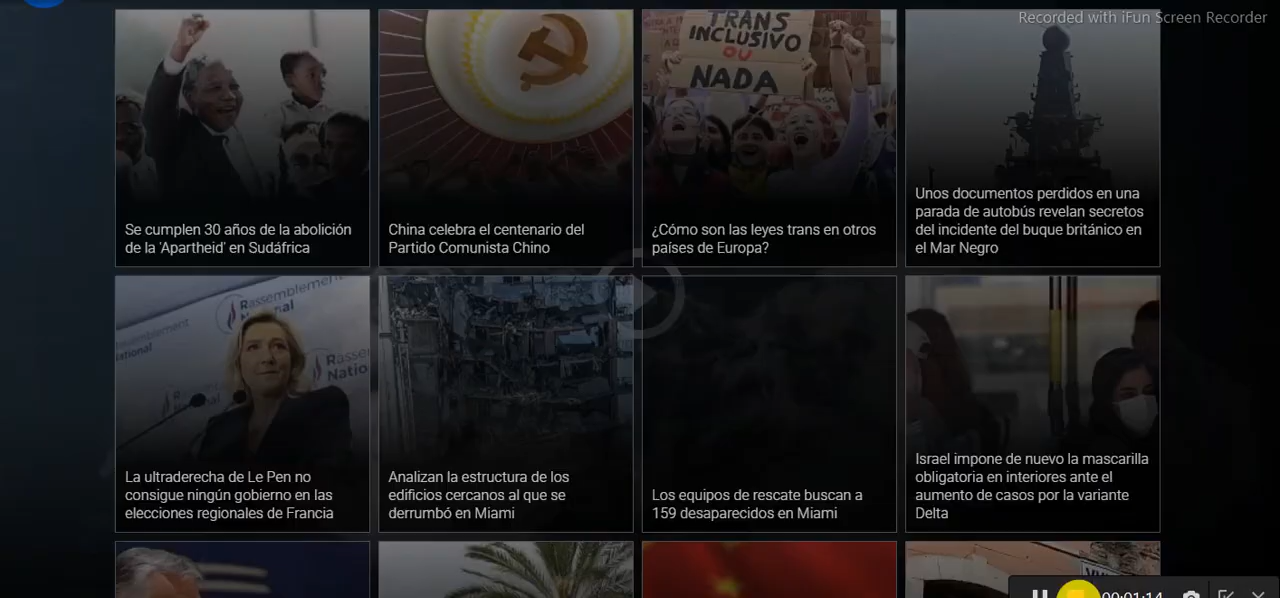 Recorded with iFun Screen Recorder
TRANS
INCLUSIVO
OU
NADA
Se cumplen 30 años de la abolición
de la 'Apartheid' en Sudáfrica
China celebra el centenario del
Partido Comunista Chino
¿Cómo son las leyes trans en otros
países de Europa?
Unos documentos perdidos en una
parada de autobús revelan secretos
del incidente del buque británico en
el Mar Negro
Rassemblement
National
Rassem
Natio
La ultraderecha de Le Pen no
consigue ningún gobierno en las
elecciones regionales de Francia
Analizan la estructura de los
edificios cercanos al que se
derrumbó en Miami
Los equipos de rescate buscan a
159 desaparecidos en Miami
Israel impone de nuevo la mascarilla
obligatoria en interiores ante el
aumento de casos por la variante
Delta
00:01:14